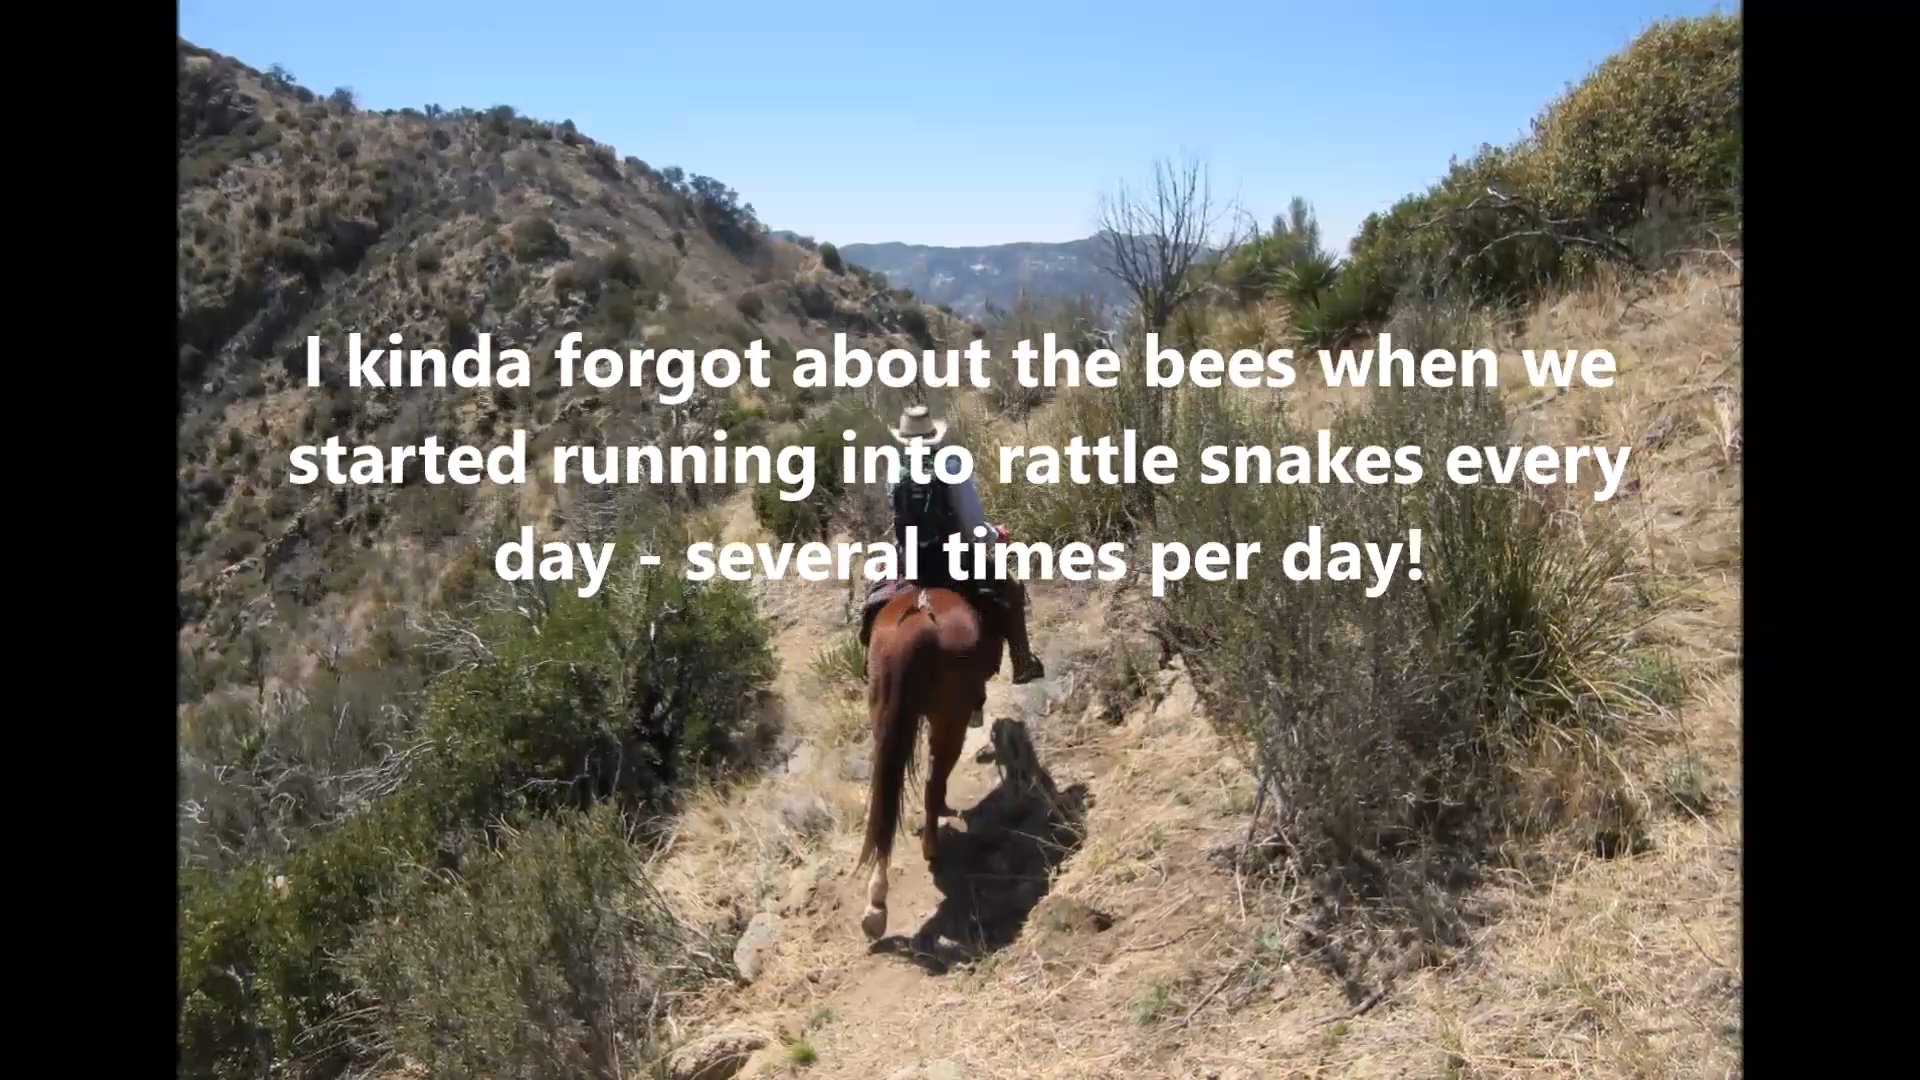 I kinda forgot about the bees when we
started running into rattle snakes every
day - several times per day!